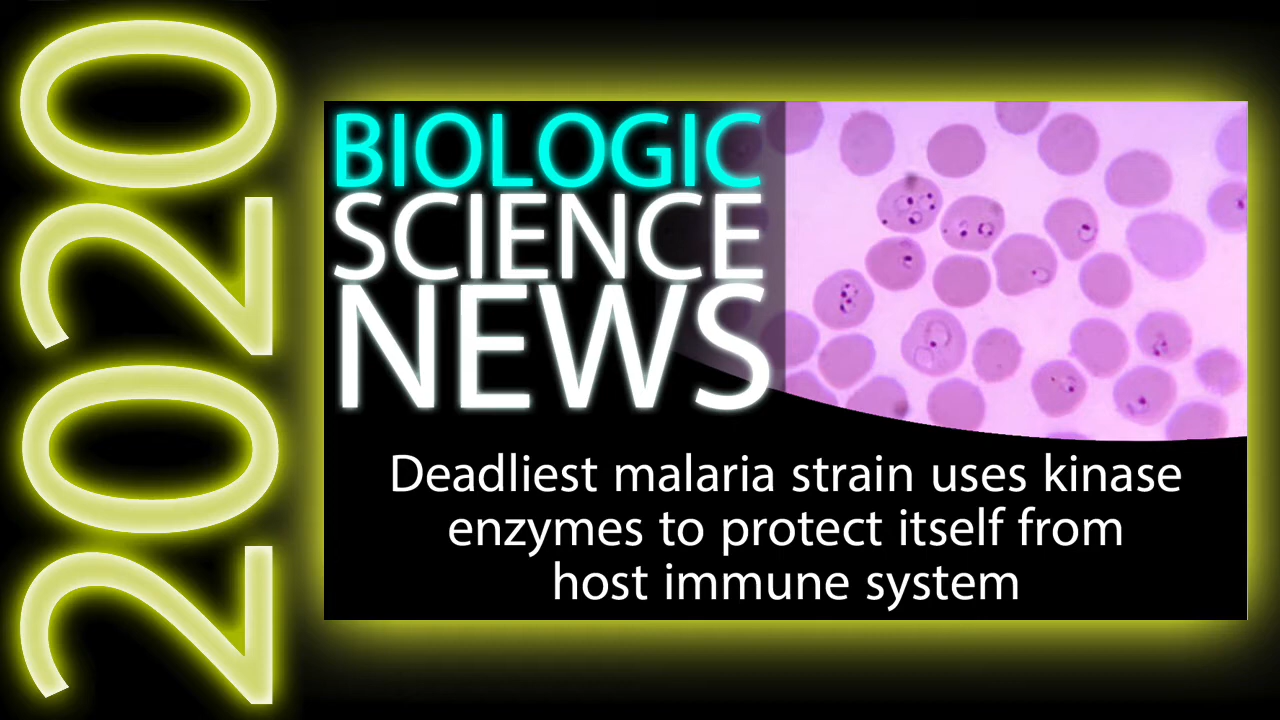 2020
BIOLOGIC
SCIENCE
NEWS
Deadliest malaria strain uses kinase
enzymes to protect itself from
host immune system